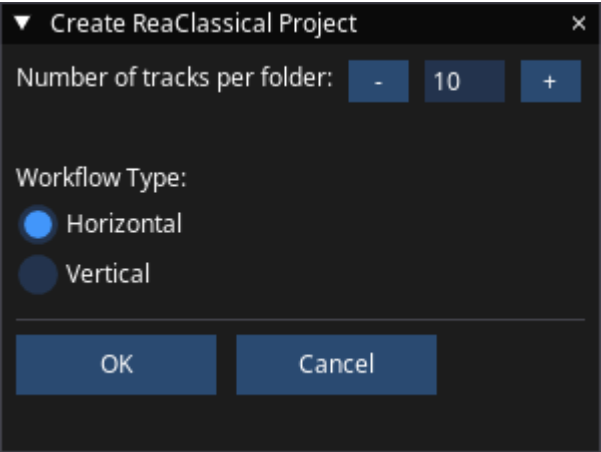 Create ReaClassical Project
Number of tracks per folder: - 10 +
Workflow Type:
Horizontal
Vertical
OK Cancel